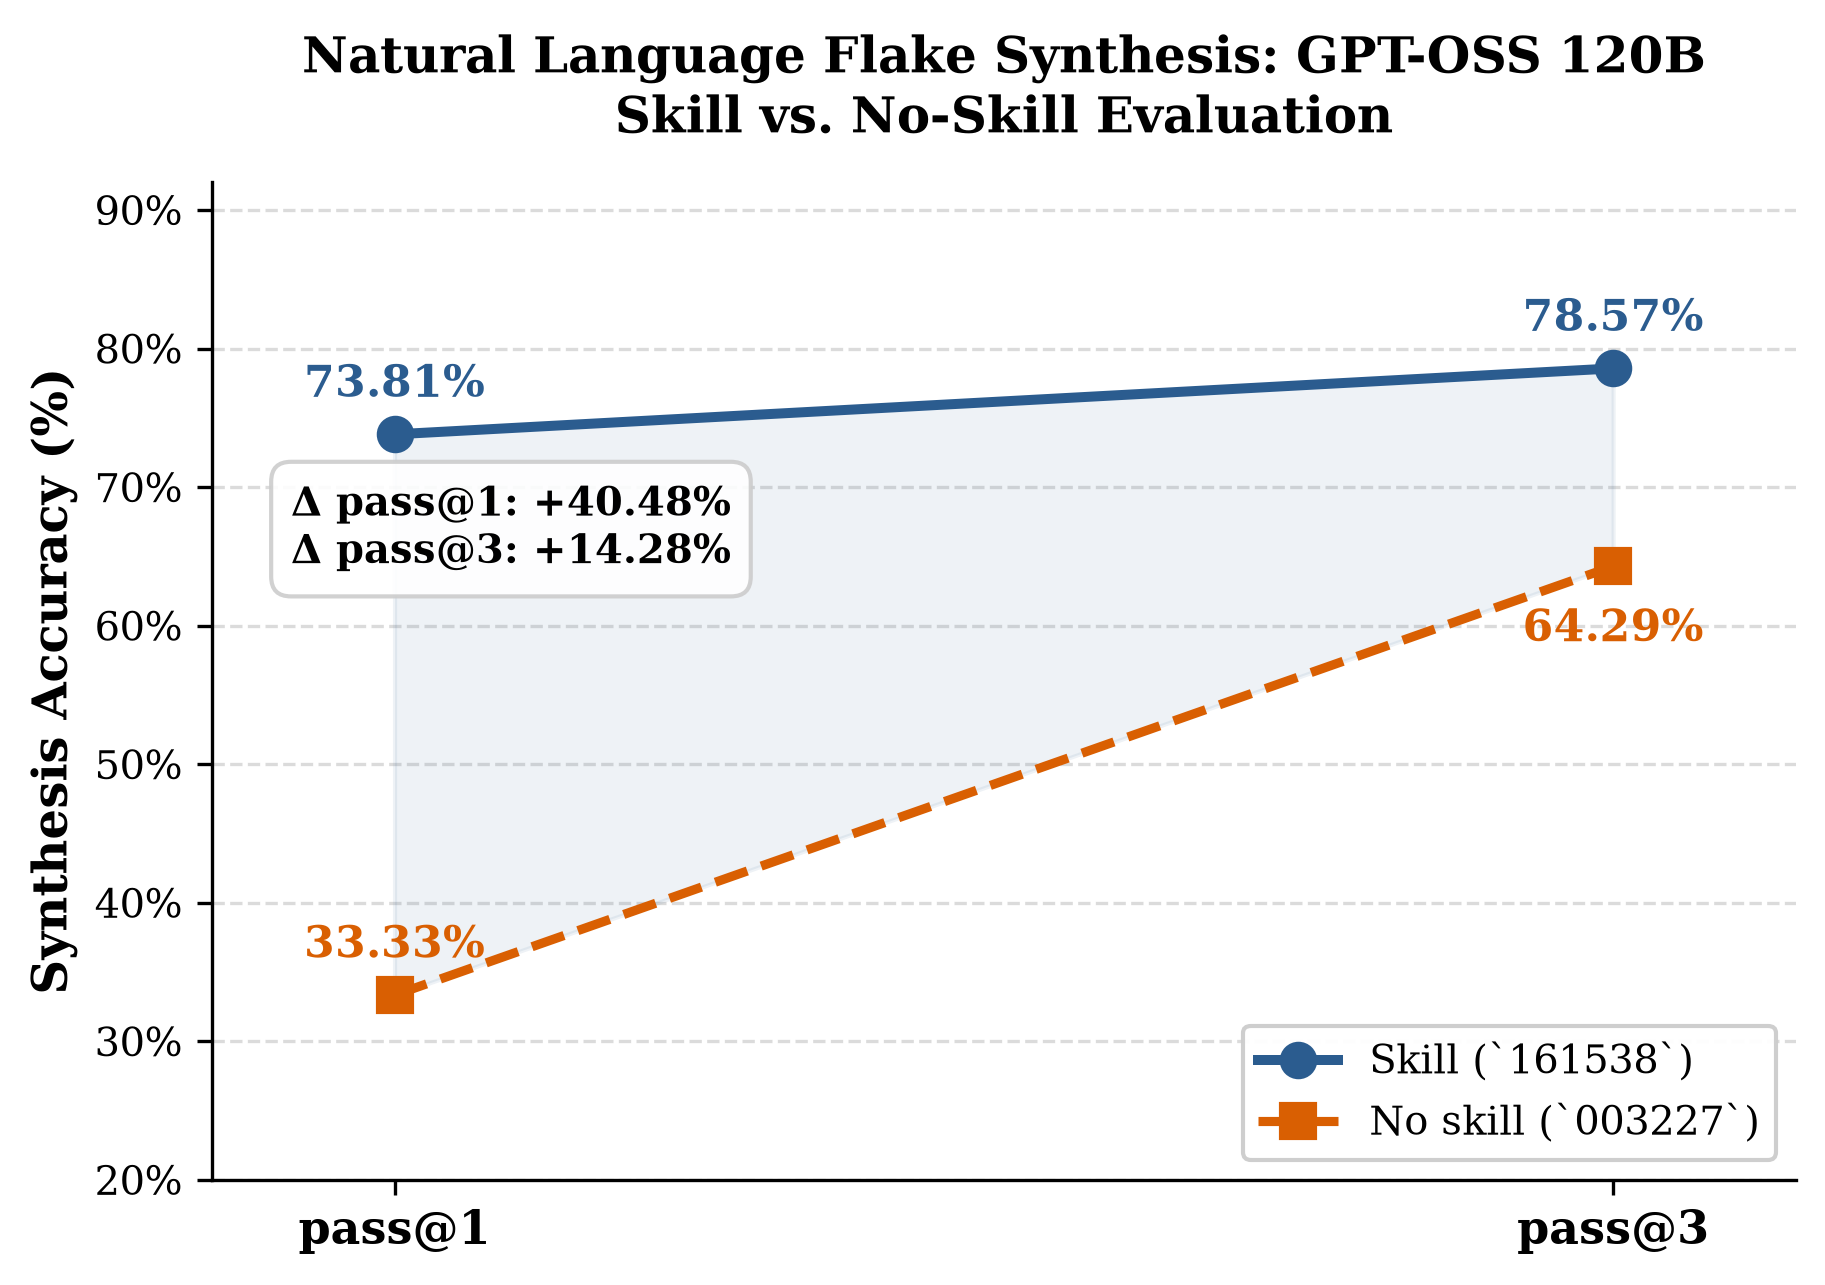 Natural Language Flake Synthesis: GPT-OSS 120B
Skill vs. No-Skill Evaluation
Synthesis Accuracy (%)
90%
80%
70%
60%
50%
40%
30%
20%
73.81%
78.57%
Δ pass@1: +40.48%
Δ pass@3: +14.28%
64.29%
33.33%
Skill (`161538`)
No skill (`003227`)
pass@1
pass@3